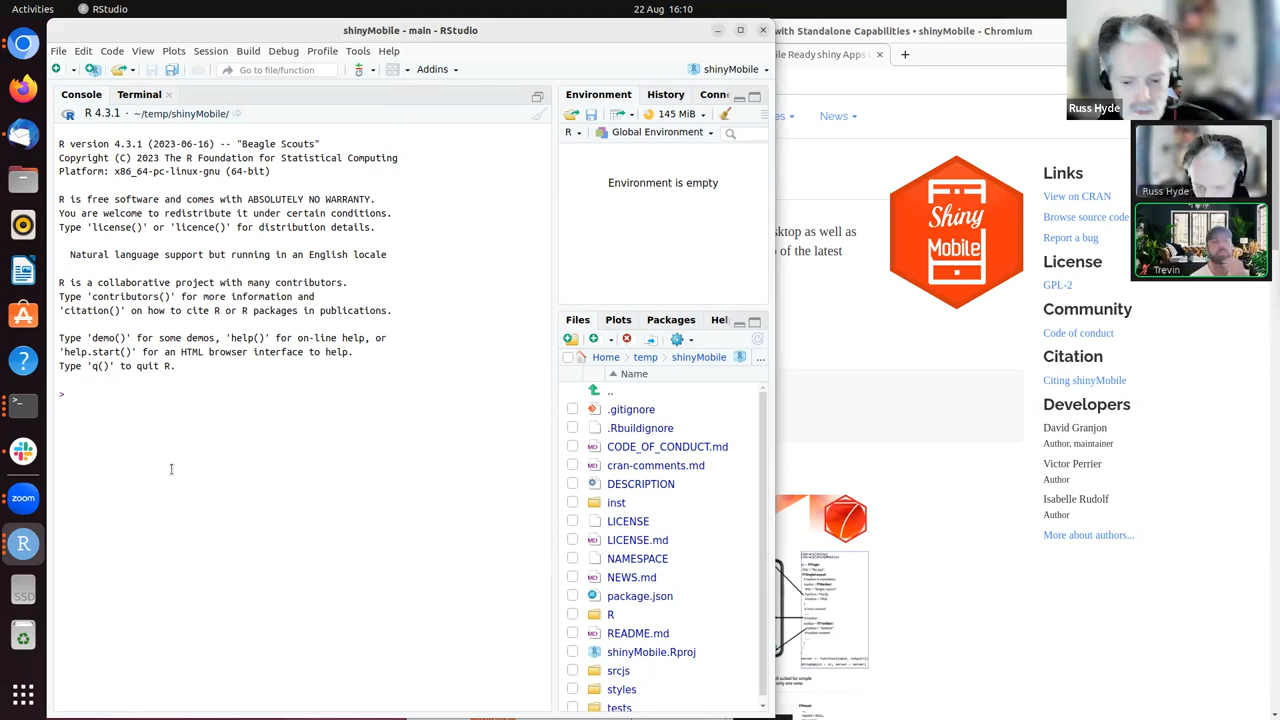 Activities
RStudio
22 Aug 16:10
shinyMobile - main - RStudio
File Edit Code View Plots Session Build Debug Profile Tools Help
Go to file/function
Addins
shinyMobile
Console Terminal
R 4.3.1 · ~/temp/shinyMobile/
R version 4.3.1 (2023-06-16) -- "Beagle Scouts"
Copyright (C) 2023 The R Foundation for Statistical Computing
Platform: x86_64-pc-linux-gnu (64-bit)
R is free software and comes with ABSOLUTELY NO WARRANTY.
You are welcome to redistribute it under certain conditions.
Type 'license()' or 'licence()' for distribution details.
Natural language support but running in an English locale
R is a collaborative project with many contributors.
Type 'contributors()' for more information and
'citation()' on how to cite R or R packages in publications.
Type 'demo()' for some demos, 'help()' for on-line help, or
'help.start()' for an HTML browser interface to help.
Type 'q()' to quit R.
>
Environment History Conn
145 MiB
R Global Environment
Environment is empty
Files Plots Packages Hel
Home temp shinyMobile ...
Name
..
.gitignore
.Rbuildignore
CODE_OF_CONDUCT.md
cran-comments.md
DESCRIPTION
inst
LICENSE
LICENSE.md
NAMESPACE
NEWS.md
package.json
R
README.md
shinyMobile.Rproj
srcjs
styles
tests
with Standalone Capabilities • shinyMobile - Chromium
ile Ready shiny Apps
es News
sktop as well as
of the latest
Shiny
Mobile
Links
View on CRAN
Browse source code
Report a bug
License
GPL-2
Community
Code of conduct
Citation
Citing shinyMobile
Developers
David Granjon
Author, maintainer
Victor Perrier
Author
Isabelle Rudolf
Author
More about authors...
Russ Hyde
Russ Hyde
Trevin
zoom